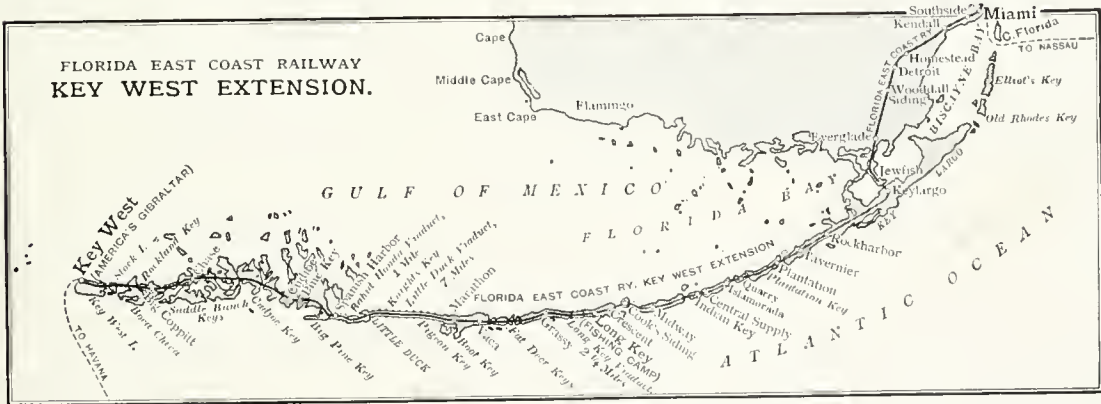 FLORIDA EAST COAST RAILWAY
KEY WEST EXTENSION.
Cape
Middle Cape
East Cape
Flamingo
Everglade
Southside
Kendall
Miami
C. Florida
TO NASSAU
FLORIDA EAST COAST RY.
Homestead
Detroit
Wooddall
Siding
BISCAYNE BAY
Elliot's Key
Old Rhodes Key
Jewfish
Keylargo
KEY
LARGO
GULF OF MEXICO
FLORIDA BAY
ATLANTIC OCEAN
FLORIDA EAST COAST RY. KEY WEST EXTENSION
Rockharbor
Tavernier
Plantation
Plantation Key
Quarry
Islamorada
Central Supply
Indian Key
Midway
Cook's Siding
Crescent
Long Key
(FISHING CAMP)
Long Key Viaduct,
2 ¼ Miles
Grassy
Fat Deer Keys
Vaca
Marathon
Boot Key
Little Duck Viaduct,
7 Miles
Knights Key
Pigeon Key
LITTLE DUCK
Bahia Honda Viaduct,
1 Mile
Spanish Harbor
Big Pine Key
Cudjoe Key
Saddle Bunch
Keys
Big Coppitt
Boca Chica
Rockland Key
Stock I.
Key West
(AMERICA'S GIBRALTAR)
Key West I.
TO HAVANA